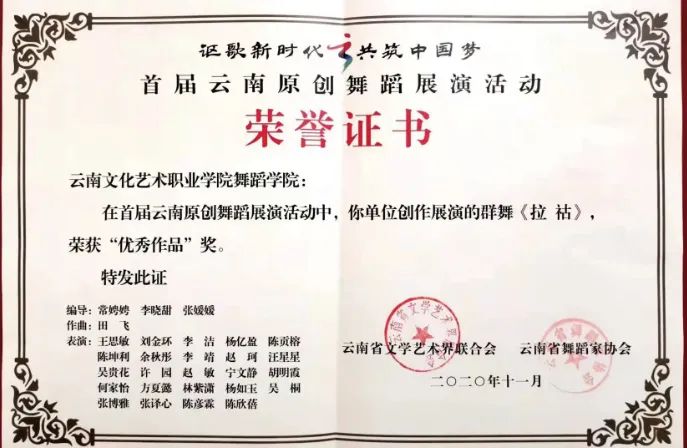 讴歌新时代 共筑中国梦
首届云南原创舞蹈展演活动
荣誉证书
云南文化艺术职业学院舞蹈学院：
在首届云南原创舞蹈展演活动中，你单位创作展演的群舞《拉 祜》，
荣获“优秀作品”奖。
特发此证
编导：常娉娉 李晓甜 张媛媛
作曲：田 飞
表演：王思敏 刘金环 李 洁 杨亿盈 陈贡榕
陈坤利 余秋彤 李 靖 赵 珂 汪星星
吴贵花 许 园 赵 敏 宁文静 胡明霞
何家怡 方夏懿 林紫潇 杨如玉 吴 桐
张博雅 张译心 陈彦霖 陈欣蓓
云南省文学艺术界联合会 云南省舞蹈家协会
二〇二〇年十一月